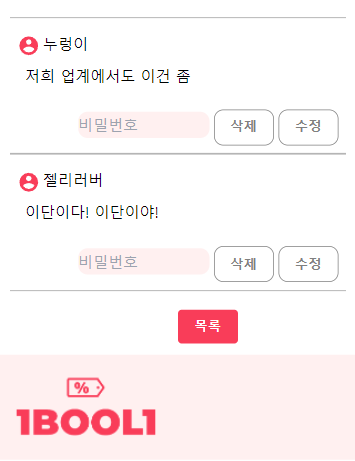 누렁이
저희 업계에서도 이건 좀
비밀번호 삭제 수정
젤리러버
이단이다! 이단이야!
비밀번호 삭제 수정
목록
%
1BOOL1